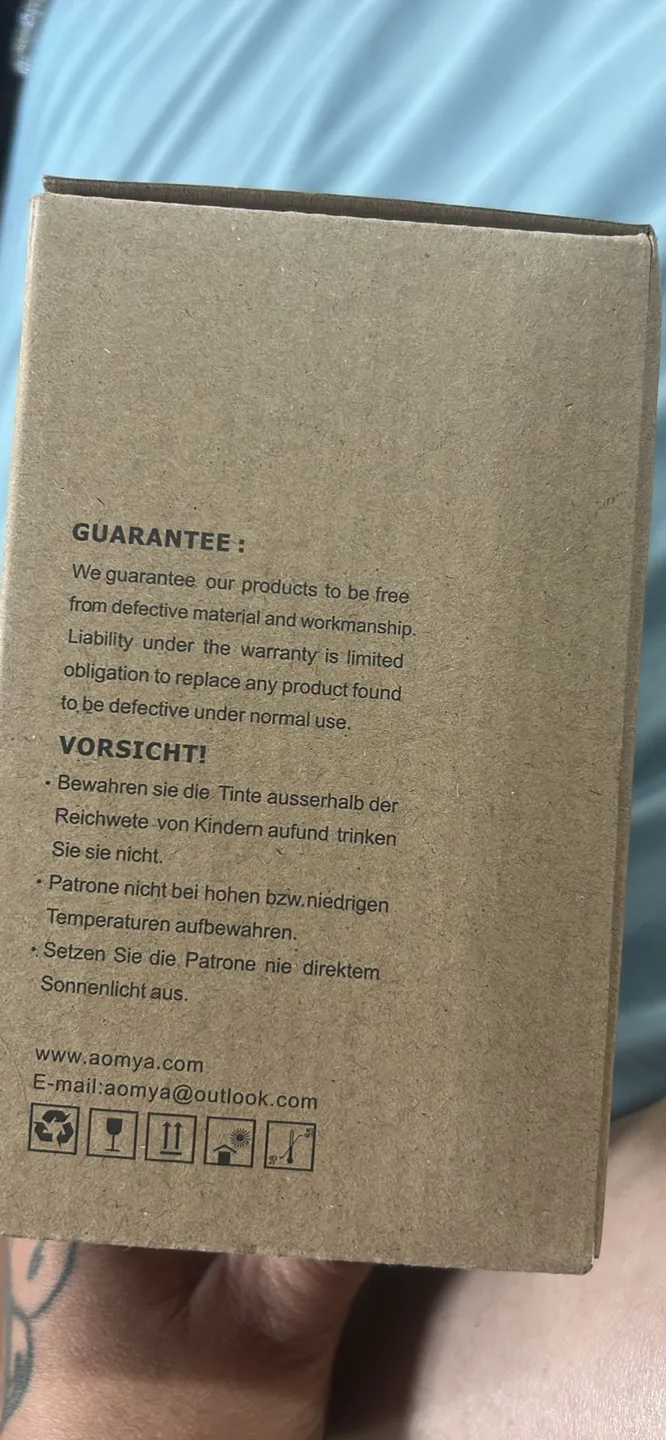 GUARANTEE :
We guarantee our products to be free
from defective material and workmanship.
Liability under the warranty is limited
obligation to replace any product found
to be defective under normal use.
VORSICHT!
· Bewahren sie die Tinte ausserhalb der
Reichwete von Kindern aufund trinken
Sie sie nicht.
· Patrone nicht bei hohen bzw.niedrigen
Temperaturen aufbewahren.
· Setzen Sie die Patrone nie direktem
Sonnenlicht aus.
www.aomya.com
E-mail:aomya@outlook.com